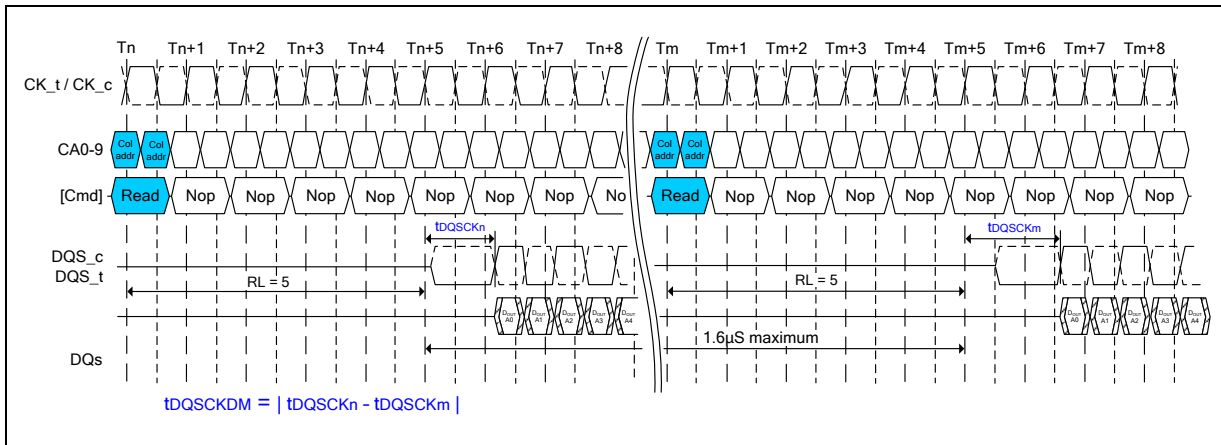 Tn Tn+1 Tn+2 Tn+3 Tn+4 Tn+5 Tn+6 Tn+7 Tn+8 Tm Tm+1 Tm+2 Tm+3 Tm+4 Tm+5 Tm+6 Tm+7 Tm+8
CK_t / CK_c
CA0-9 Col addr Col addr Col addr Col addr
[Cmd] Read Nop Nop Nop Nop Nop Nop Nop No Read Nop Nop Nop Nop Nop Nop Nop Nop
tDQSCKn tDQSCKm
DQS_c
DQS_t
RL = 5 RL = 5
DOUT A0 DOUT A1 DOUT A2 DOUT A3 DOUT A4 DOUT A0 DOUT A1 DOUT A2 DOUT A3 DOUT A4
1.6µS maximum
DQs
tDQSCKDM = | tDQSCKn - tDQSCKm |